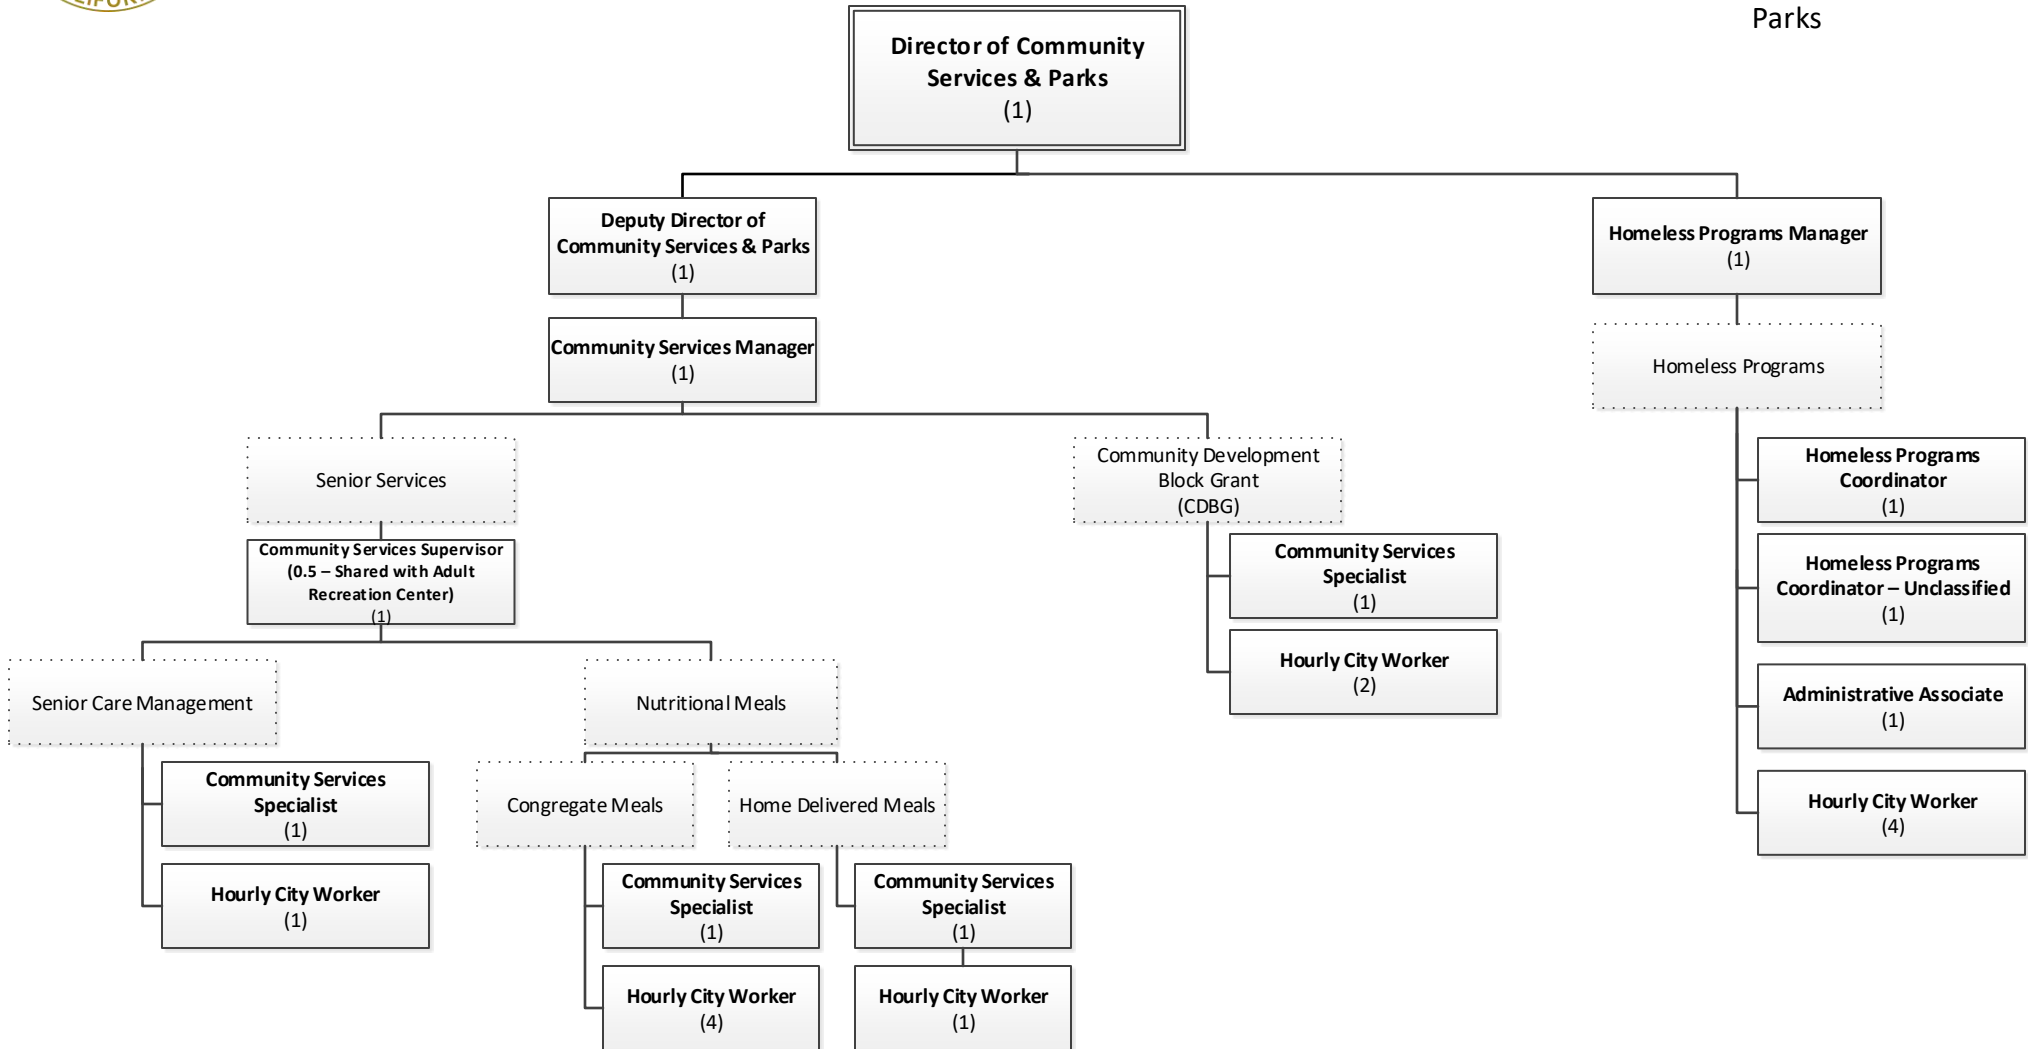 Parks
Director of Community
Services & Parks
(1)
Deputy Director of
Community Services & Parks
(1)
Homeless Programs Manager
(1)
Community Services Manager
(1)
Homeless Programs
Senior Services
Community Development
Block Grant
(CDBG)
Homeless Programs
Coordinator
(1)
Community Services Supervisor
(0.5 – Shared with Adult
Recreation Center)
(1)
Community Services
Specialist
(1)
Homeless Programs
Coordinator – Unclassified
(1)
Hourly City Worker
(2)
Senior Care Management
Nutritional Meals
Administrative Associate
(1)
Community Services
Specialist
(1)
Congregate Meals
Home Delivered Meals
Hourly City Worker
(4)
Hourly City Worker
(1)
Community Services
Specialist
(1)
Community Services
Specialist
(1)
Hourly City Worker
(4)
Hourly City Worker
(1)